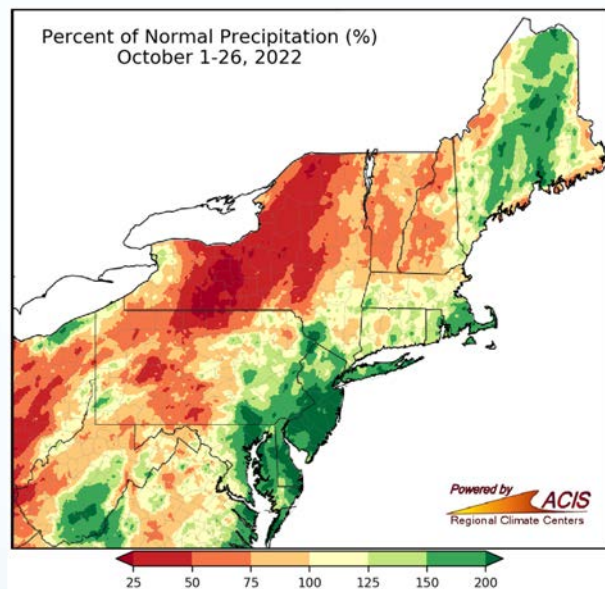 Percent of Normal Precipitation (%)
October 1-26, 2022
Powered by
ACIS
Regional Climate Centers
25 50 75 100 125 150 200